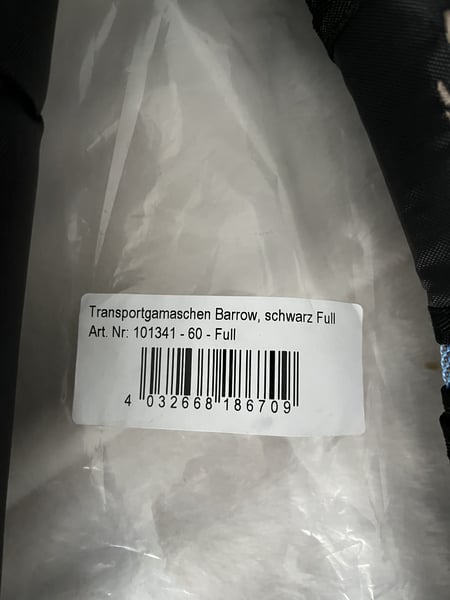 Transportgamaschen Barrow, schwarz Full
Art. Nr: 101341 - 60 - Full
4 032668 186709